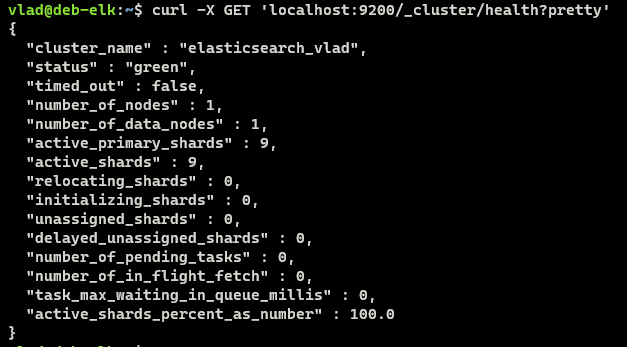 vlad@deb-elk:~$ curl -X GET 'localhost:9200/_cluster/health?pretty'
{
  "cluster_name" : "elasticsearch_vlad",
  "status" : "green",
  "timed_out" : false,
  "number_of_nodes" : 1,
  "number_of_data_nodes" : 1,
  "active_primary_shards" : 9,
  "active_shards" : 9,
  "relocating_shards" : 0,
  "initializing_shards" : 0,
  "unassigned_shards" : 0,
  "delayed_unassigned_shards" : 0,
  "number_of_pending_tasks" : 0,
  "number_of_in_flight_fetch" : 0,
  "task_max_waiting_in_queue_millis" : 0,
  "active_shards_percent_as_number" : 100.0
}